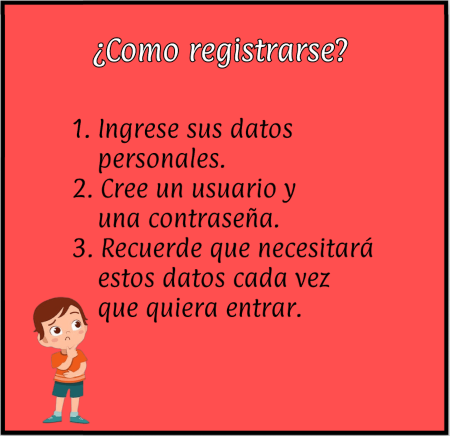 ¿Como registrarse?
1. Ingrese sus datos
personales.
2. Cree un usuario y
una contraseña.
3. Recuerde que necesitará
estos datos cada vez
que quiera entrar.